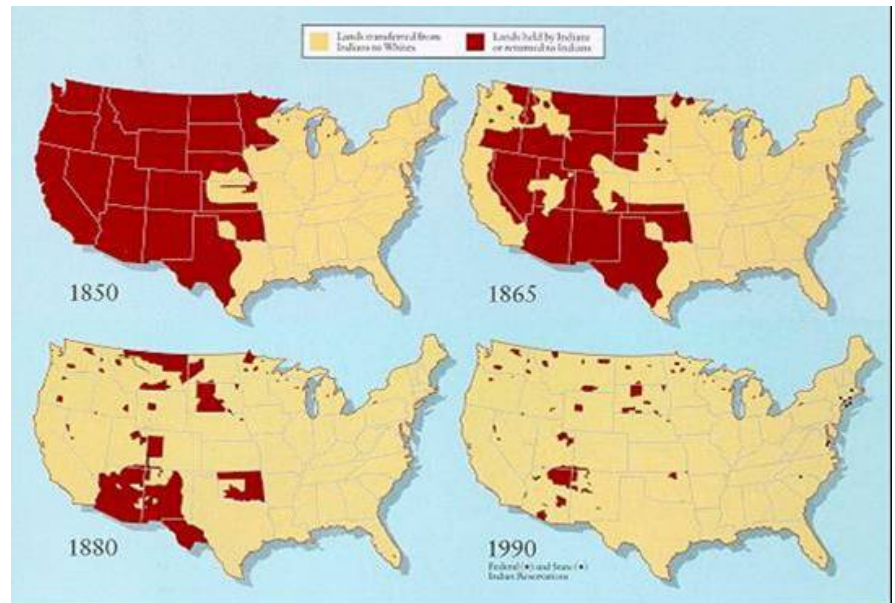 Lands transferred from
Indians to Whites
Lands held by Indians
or returned to Indians
1850
1865
1880
1990
Federal (•) and State (•)
Indian Reservations